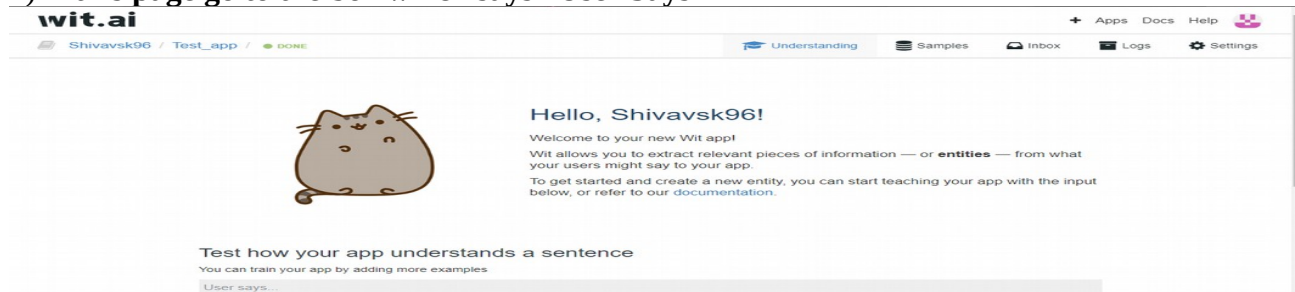 wit.ai + Apps Docs Help
Shivavsk96 / Test_app / DONE Understanding Samples Inbox Logs Settings
Hello, Shivavsk96!
Welcome to your new Wit app!
Wit allows you to extract relevant pieces of information — or entities — from what
your users might say to your app.
To get started and create a new entity, you can start teaching your app with the input
below, or refer to our documentation.
Test how your app understands a sentence
You can train your app by adding more examples
User says...